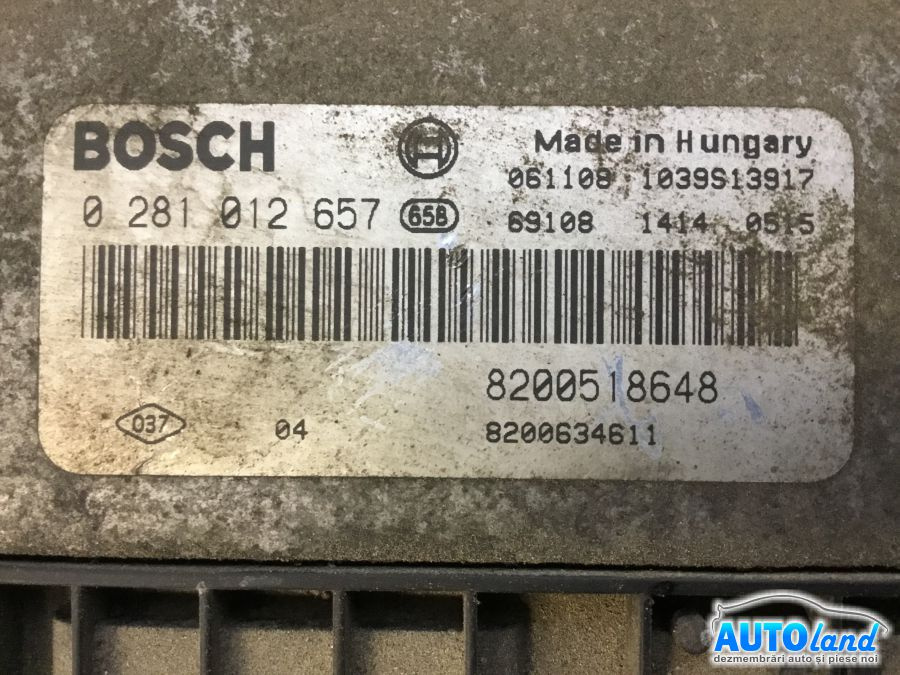 BOSCH
Made in Hungary
061108 1039S13917
0 281 012 657 658
69108 1414 0515
8200518648
037 04 8200634611
AUTOland
dezmembrări auto și piese noi